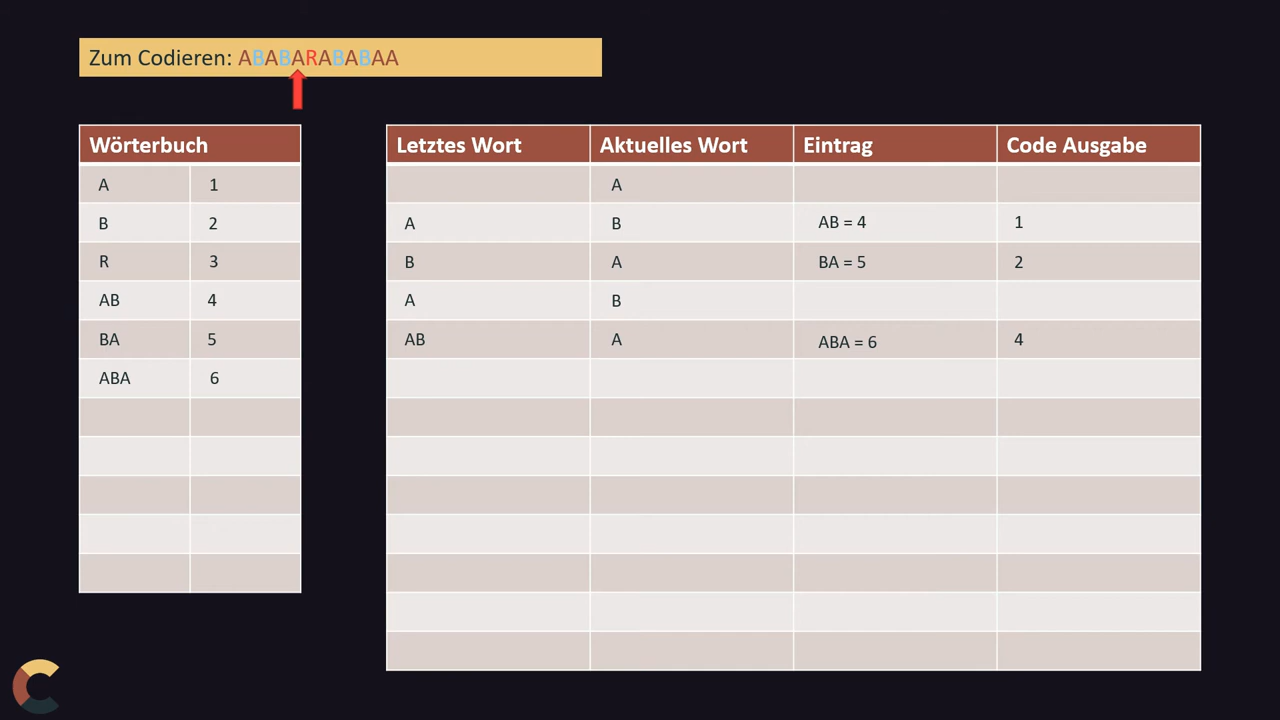 Zum Codieren: ABABARABABAA
Wörterbuch
A 1
B 2
R 3
AB 4
BA 5
ABA 6
Letztes Wort Aktuelles Wort Eintrag Code Ausgabe
A
A B AB = 4 1
B A BA = 5 2
A B
AB A ABA = 6 4